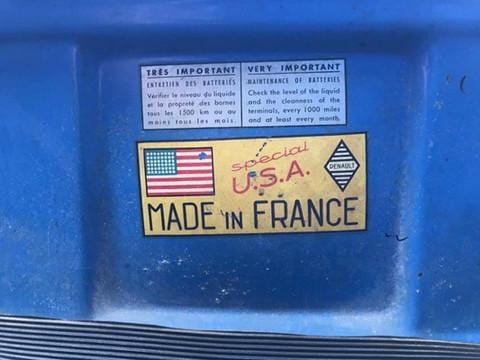 TRÈS IMPORTANT
ENTRETIEN DES BATTERIES
Vérifier le niveau du liquide
et la propreté des bornes
tous les 1500 km ou au
moins tous les mois.
VERY IMPORTANT
MAINTENANCE OF BATTERIES
Check the level of the liquid
and the cleanness of the
terminals, every 1000 miles
and at least every month.
special
U.S.A.
RENAULT
MADE IN FRANCE